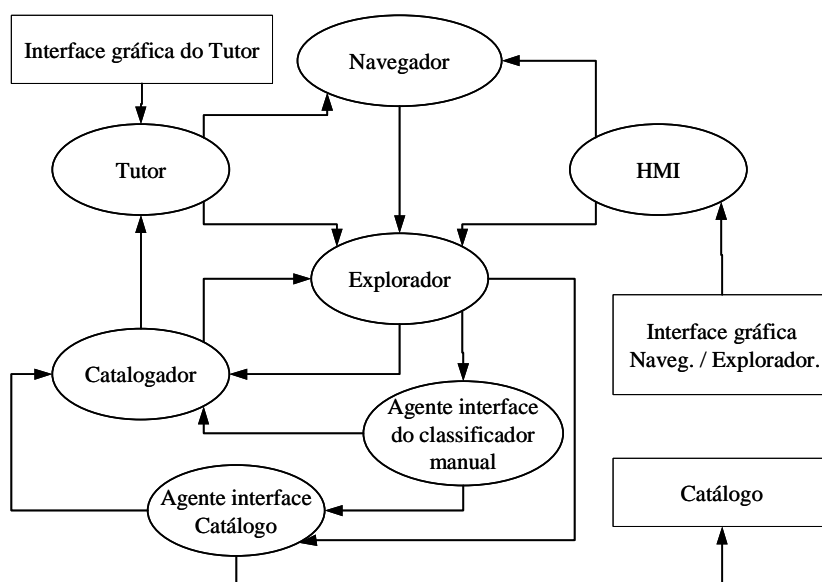 Interface gráfica do Tutor
Navegador
Tutor
HMI
Explorador
Interface gráfica
Naveg. / Explorador.
Catalogador
Agente interface
do classificador
manual
Agente interface
Catálogo
Catálogo